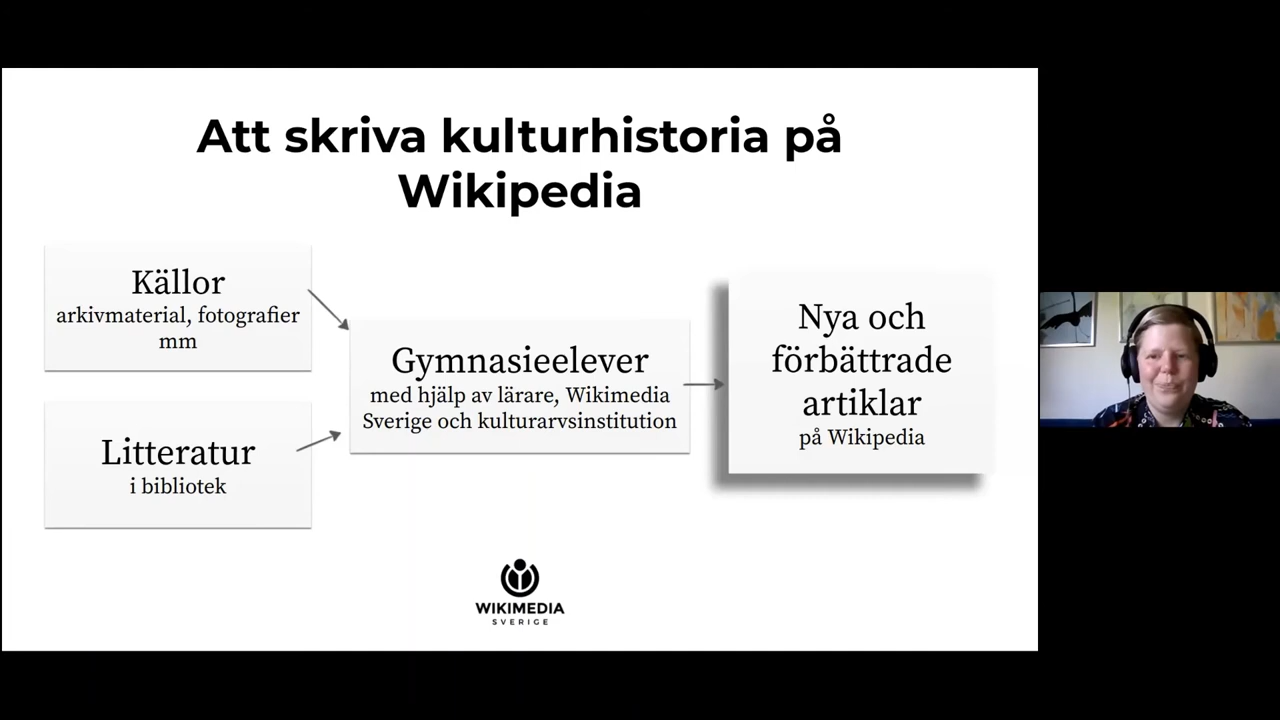 Att skriva kulturhistoria på
Wikipedia
Källor
arkivmaterial, fotografier
mm
Litteratur
i bibliotek
Gymnasieelever
med hjälp av lärare, Wikimedia
Sverige och kulturarvsinstitution
Nya och
förbättrade
artiklar
på Wikipedia
WIKIMEDIA
SVERIGE